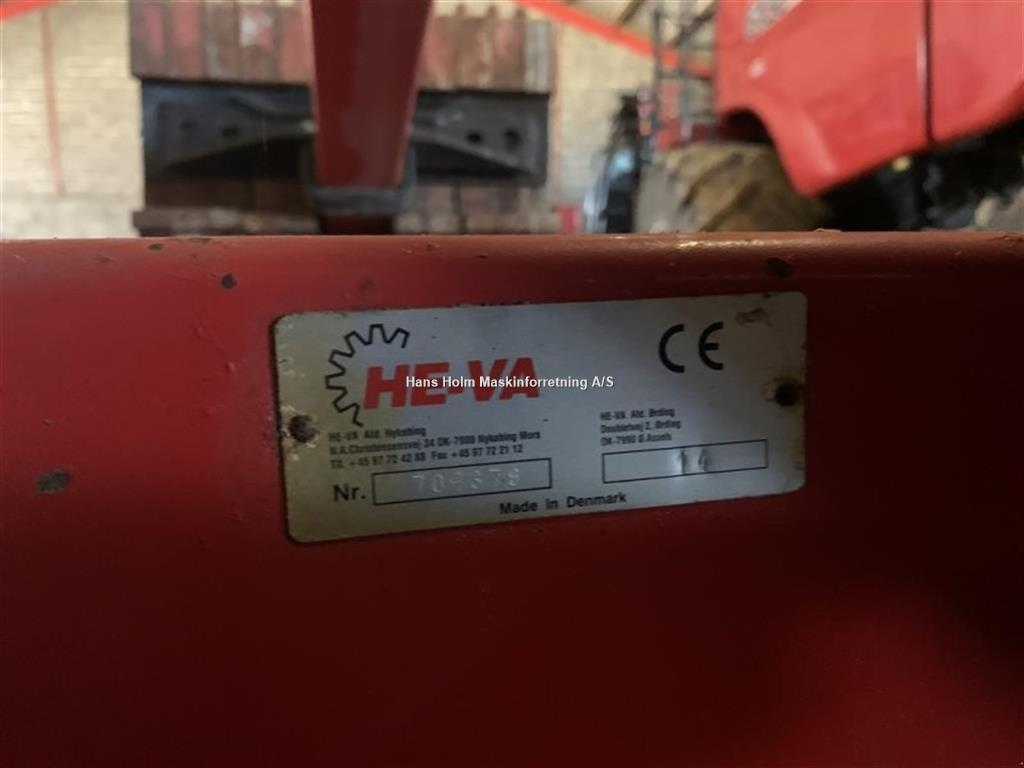 HE-VA
CE
Hans Holm Maskinforretning A/S
HE-VA Afd. Nykøbing
N.A.Christensensvej 34 DK-7900 Nykøbing Mors
Tlf. +45 97 72 42 88 Fax +45 97 72 21 12
HE-VA Afd. Ørding
Doubletvej 2, Ørding
DK-7990 Ø.Assels
Nr.
14
Made in Denmark